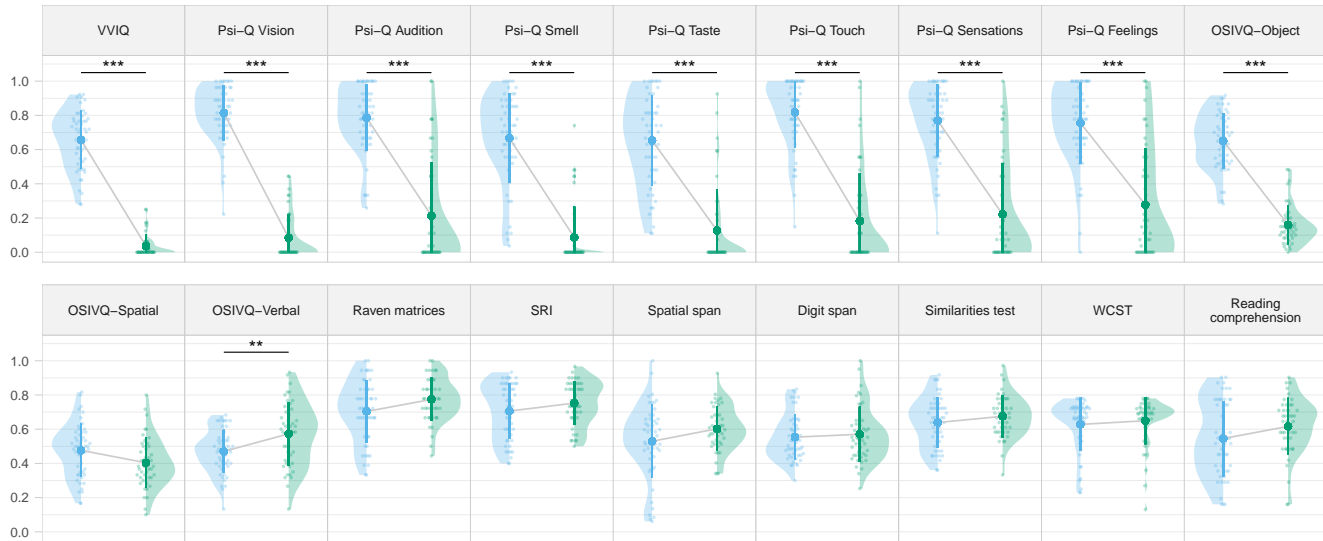 VVIQ
Psi−Q Vision
Psi−Q Audition
Psi−Q Smell
Psi−Q Taste
Psi−Q Touch
Psi−Q Sensations
Psi−Q Feelings
OSIVQ−Object
*** *** *** *** *** *** *** *** ***
1.0
0.8
0.6
0.4
0.2
0.0
OSIVQ−Spatial
OSIVQ−Verbal
Raven matrices
SRI
Spatial span
Digit span
Similarities test
WCST
Reading
comprehension
**
1.0
0.8
0.6
0.4
0.2
0.0